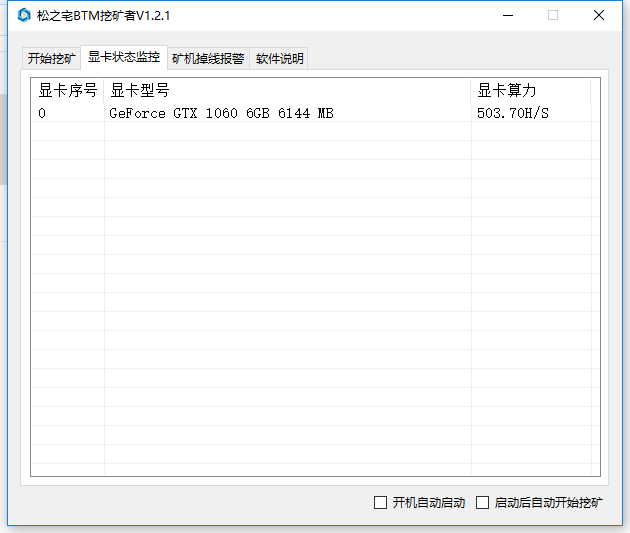 松之宅BTM挖矿者V1.2.1
开始挖矿 显卡状态监控 矿机掉线报警 软件说明
显卡序号 显卡型号 显卡算力
0 GeForce GTX 1060 6GB 6144 MB 503.70H/S
开机自动启动 启动后自动开始挖矿